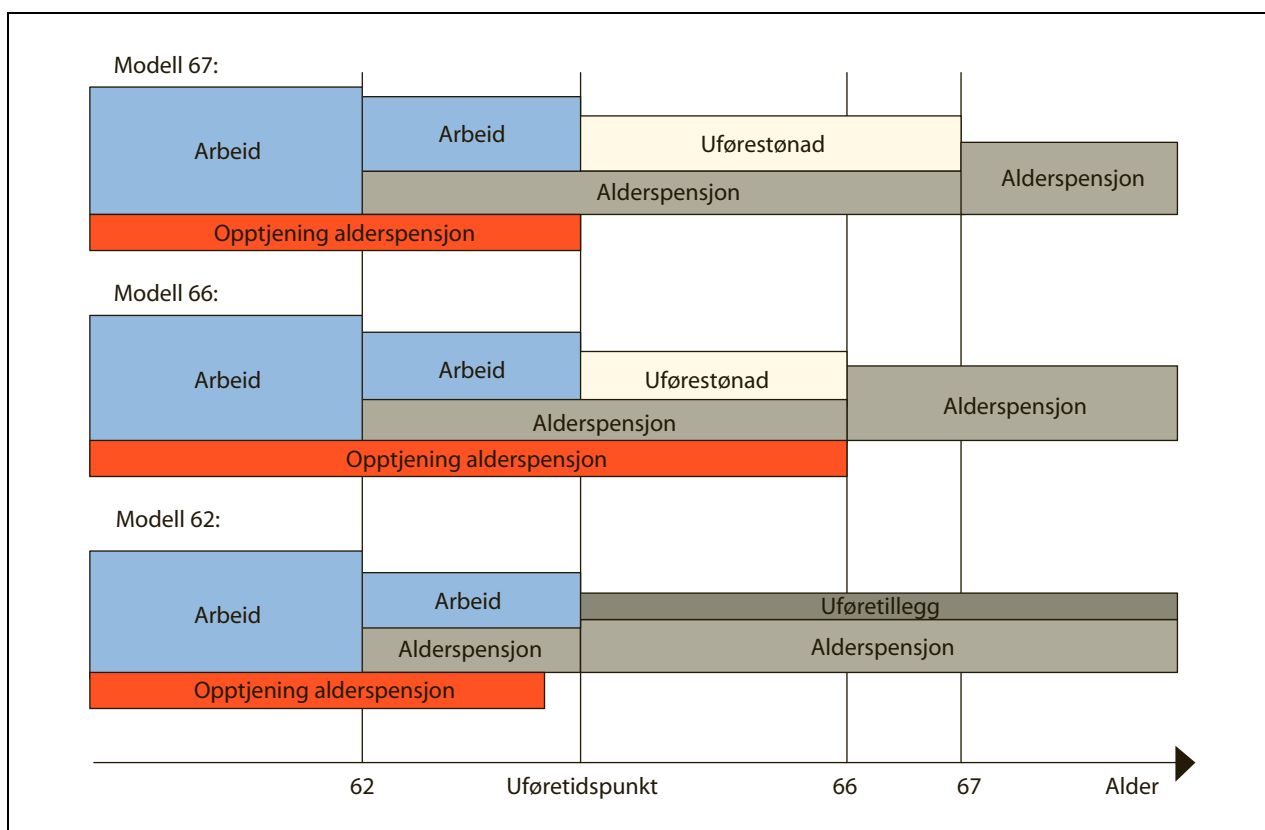 Modell 67:
Arbeid
Arbeid
Uførestønad
Alderspensjon
Alderspensjon
Opptjening alderspensjon
Modell 66:
Arbeid
Arbeid
Uførestønad
Alderspensjon
Alderspensjon
Opptjening alderspensjon
Modell 62:
Arbeid
Arbeid
Uføretillegg
Alderspensjon
Alderspensjon
Opptjening alderspensjon
62 Uføretidspunkt 66 67 Alder